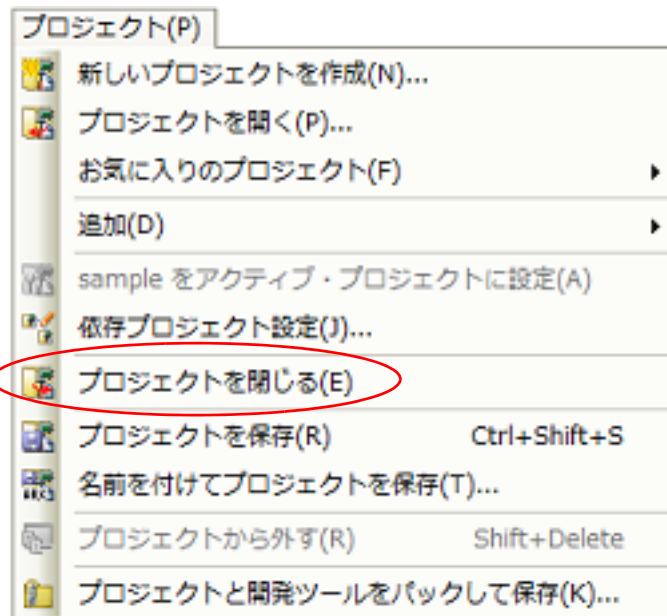 プロジェクト(P)
新しいプロジェクトを作成(N)...
プロジェクトを開く(P)...
お気に入りのプロジェクト(F)
追加(D)
sample をアクティブ・プロジェクトに設定(A)
依存プロジェクト設定(J)...
プロジェクトを閉じる(E)
プロジェクトを保存(R) Ctrl+Shift+S
名前を付けてプロジェクトを保存(T)...
プロジェクトから外す(R) Shift+Delete
プロジェクトと開発ツールをパックして保存(K)...